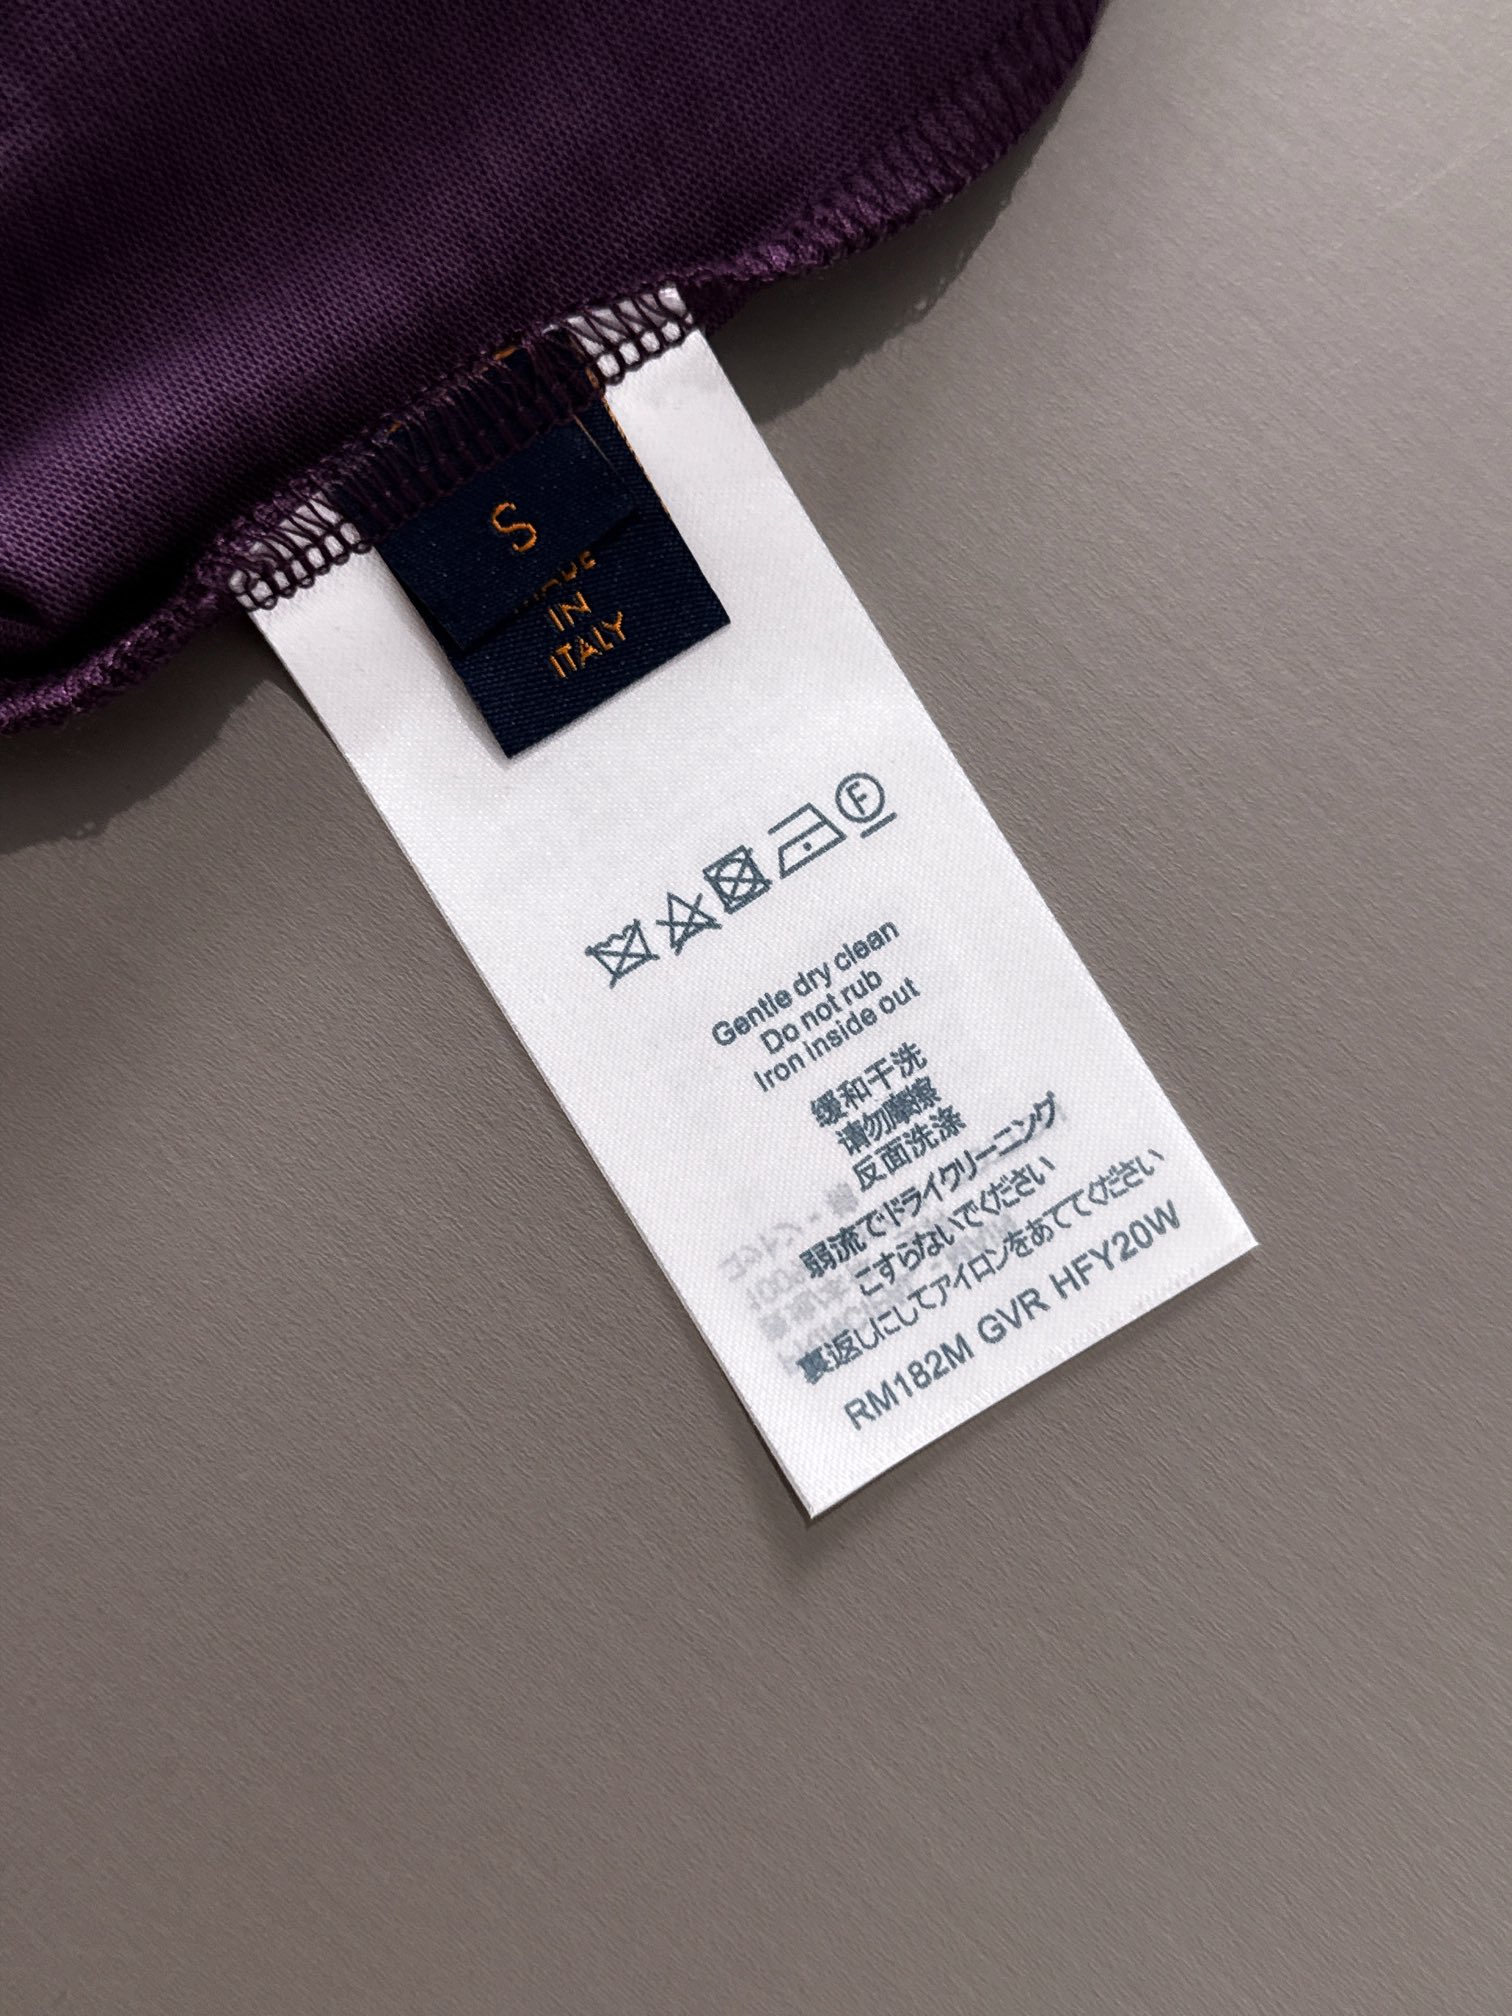 S
MADE
IN
ITALY
F
Gentle dry clean
Do not rub
Iron inside out
缓和干洗
请勿摩擦
反面洗涤
弱流でドライクリーニング
こすらないでください
裏返しにしてアイロンをあててください
RM182M GVR HFY20W